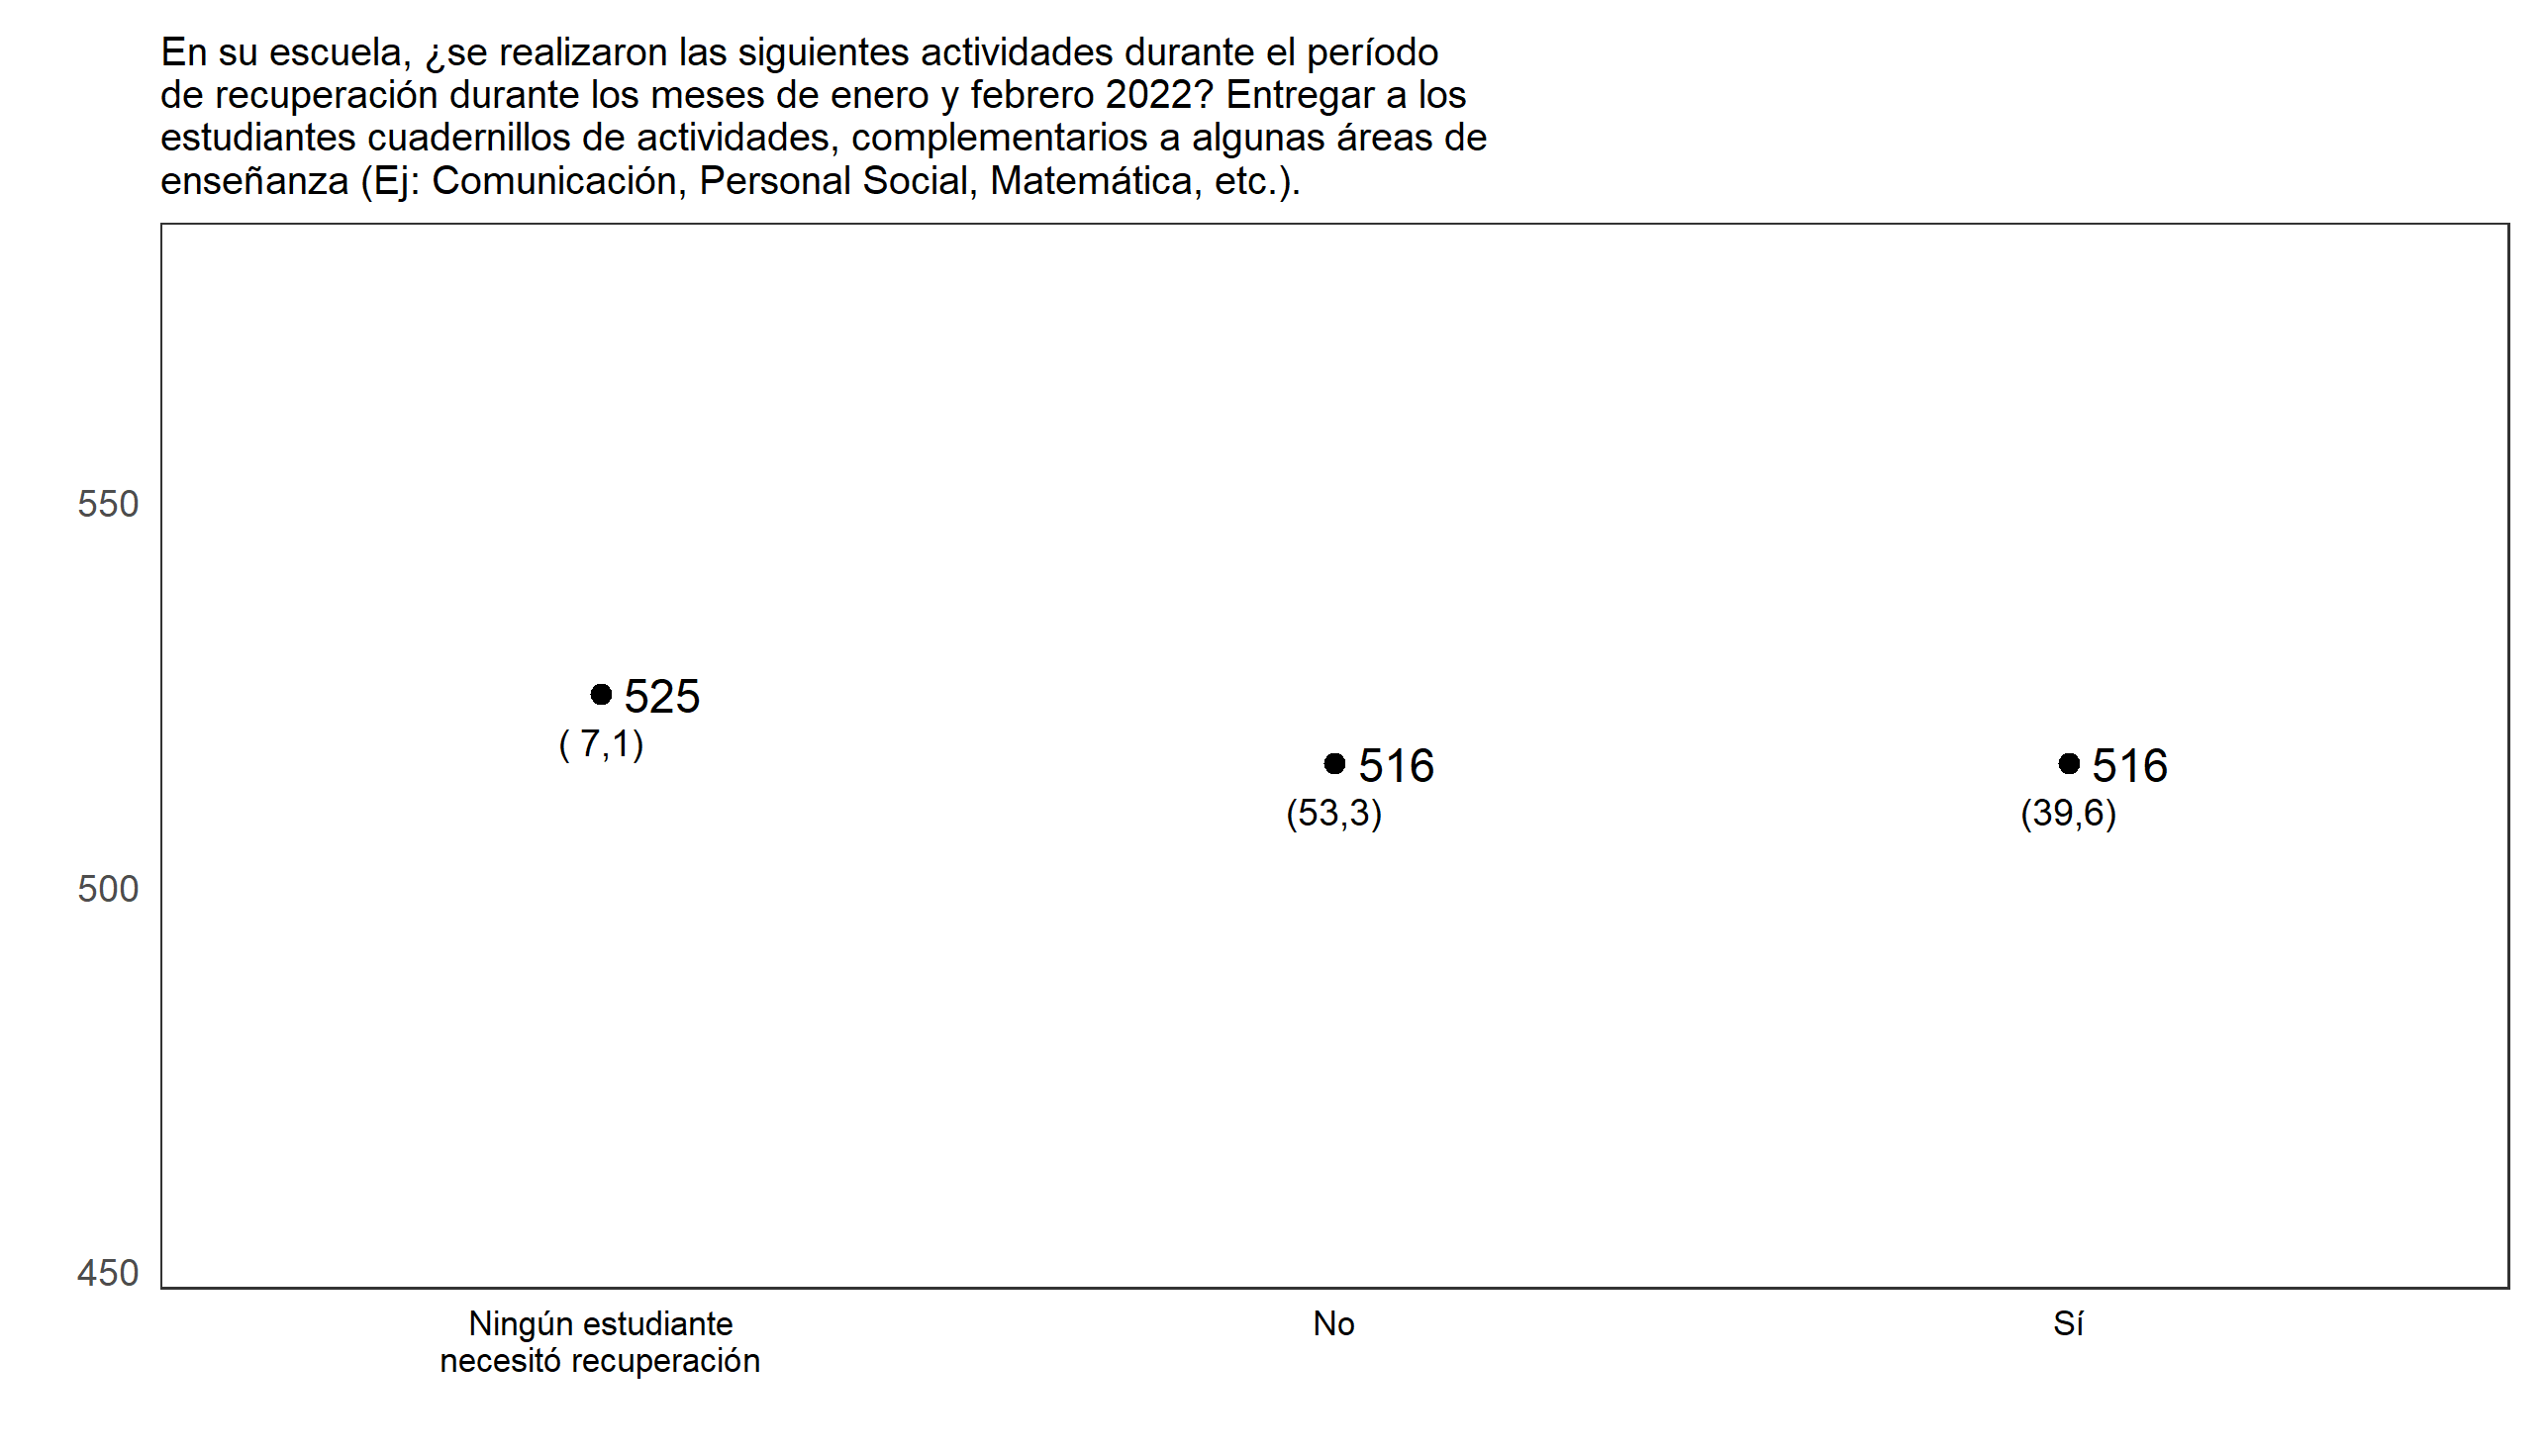 En su escuela, ¿se realizaron las siguientes actividades durante el período
de recuperación durante los meses de enero y febrero 2022? Entregar a los
estudiantes cuadernillos de actividades, complementarios a algunas áreas de
enseñanza (Ej: Comunicación, Personal Social, Matemática, etc.).
550
525
( 7,1)
516
(53,3)
516
(39,6)
500
450
Ningún estudiante
necesitó recuperación
No
Sí